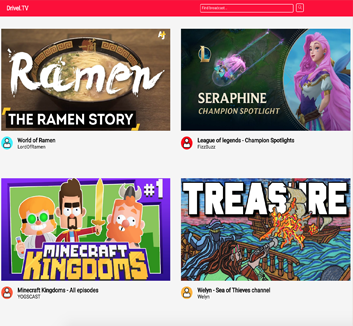 Drivel.TV
Find broadcast...
Ramen
THE RAMEN STORY
World of Ramen
LordOfRamen
L
SERAPHINE
CHAMPION SPOTLIGHT
League of legends - Champion Spotlights
FizzBuzz
#1
MINECRAFT
KINGDOMS
Minecraft Kingdoms - All episodes
YOGSCAST
TREASURE
Welyn - Sea of Thieves channel
Welyn